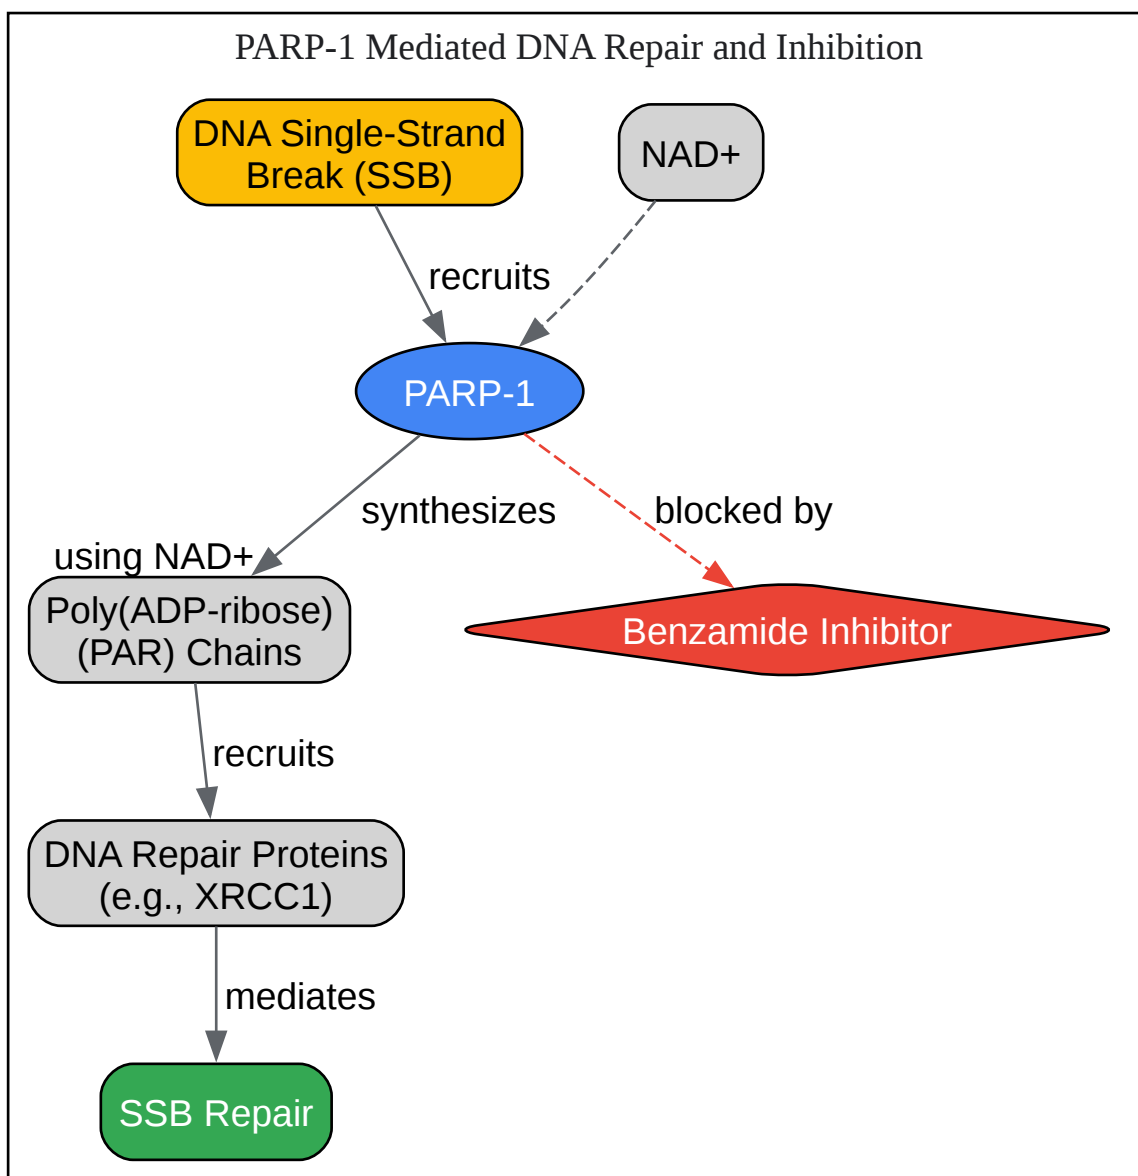 PARP-1 Mediated DNA Repair and Inhibition
DNA Single-Strand
Break (SSB)
NAD+
recruits
PARP-1
synthesizes
blocked by
using NAD+
Poly(ADP-ribose)
(PAR) Chains
Benzamide Inhibitor
recruits
DNA Repair Proteins
(e.g., XRCC1)
mediates
SSB Repair